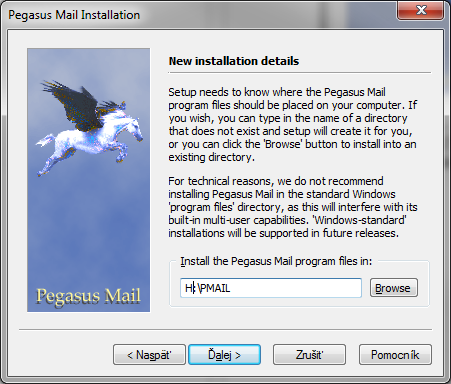 Pegasus Mail Installation
New installation details
Setup needs to know where the Pegasus Mail
program files should be placed on your computer. If
you wish, you can type in the name of a directory
that does not exist and setup will create it for you,
or you can click the 'Browse' button to install into an
existing directory.
For technical reasons, we do not recommend
installing Pegasus Mail in the standard Windows
'program files' directory, as this will interfere with its
built-in multi-user capabilities. 'Windows-standard'
installations will be supported in future releases.
Install the Pegasus Mail program files in:
H:\PMAIL
Browse
Pegasus Mail
< Naspäť
Ďalej >
Zrušiť
Pomocník